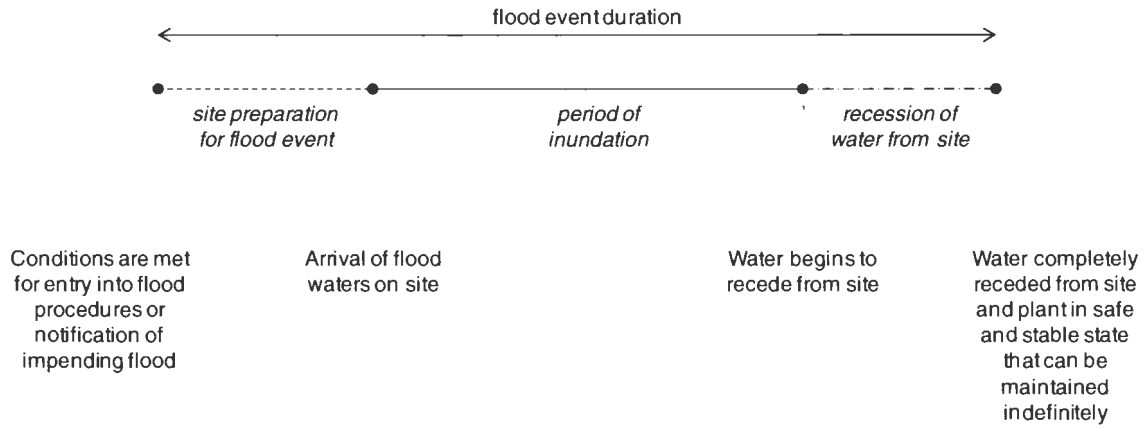 flood event duration
site preparation
for flood event
period of
inundation
recession of
water from site
Conditions are met
for entry into flood
procedures or
notification of
impending flood
Arrival of flood
waters on site
Water begins to
recede from site
Water completely
receded from site
and plant in safe
and stable state
that can be
maintained
indefinitely